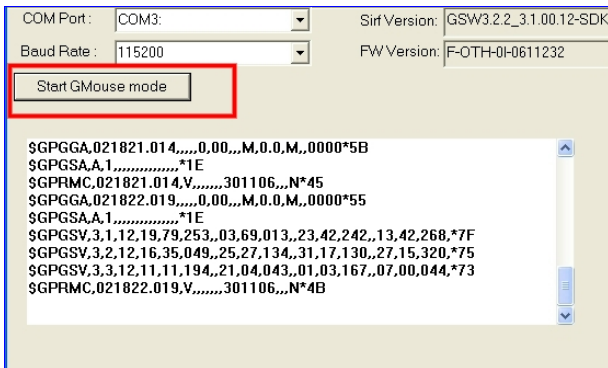 COM Port : COM3: Sirf Version: GSW3.2.2_3.1.00.12-SDK
Baud Rate : 115200 FW Version: F-OTH-0I-0611232
Start GMouse mode
$GPGGA,021821.014,,,,,0,00,,,M,0.0,M,,0000*5B
$GPGSA,A,1,,,,,,,,,,,,,,,*1E
$GPRMC,021821.014,V,,,,,,,301106,,,N*45
$GPGGA,021822.019,,,,,0,00,,,M,0.0,M,,0000*55
$GPGSA,A,1,,,,,,,,,,,,,,,*1E
$GPGSV,3,1,12,19,79,253,,03,69,013,,23,42,242,,13,42,268,*7F
$GPGSV,3,2,12,16,35,049,,25,27,134,,31,17,130,,27,15,320,*75
$GPGSV,3,3,12,11,11,194,,21,04,043,,01,03,167,,07,00,044,*73
$GPRMC,021822.019,V,,,,,,,301106,,,N*4B